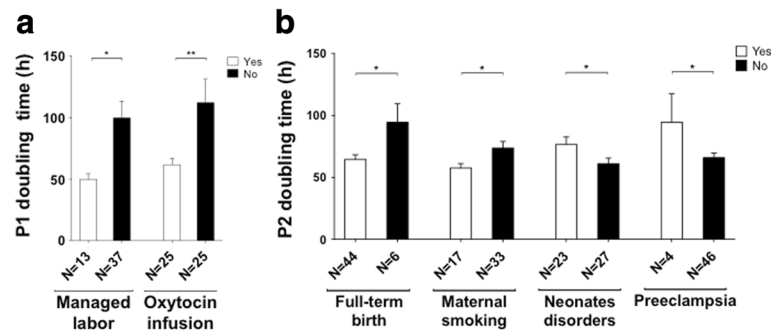 a
P1 doubling time (h)
150
100
50
0
*
**
Yes
No
N=13
N=37
N=25
N=25
Managed
labor
Oxytocin
infusion
b
P2 doubling time (h)
150
100
50
0
*
*
*
*
Yes
No
N=44
N=6
N=17
N=33
N=23
N=27
N=4
N=46
Full-term
birth
Maternal
smoking
Neonates
disorders
Preeclampsia